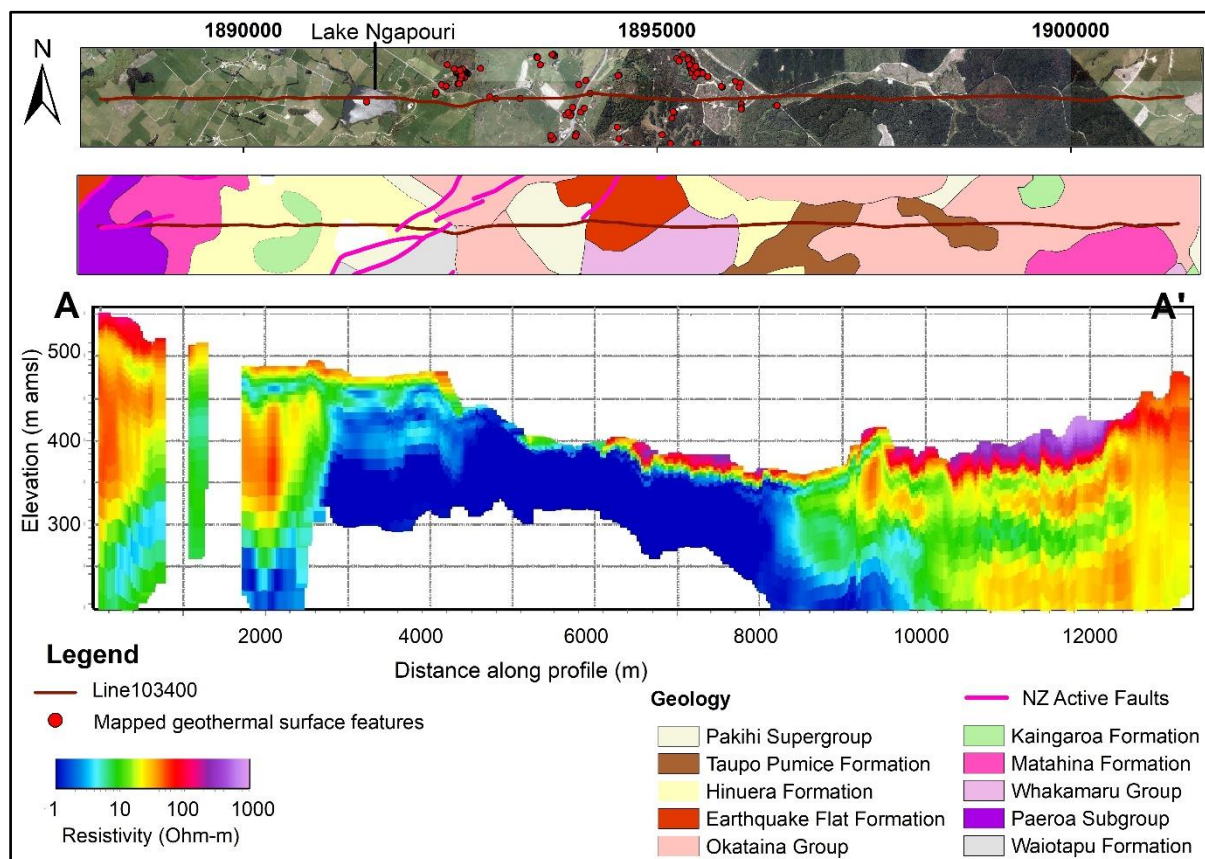 1890000 1895000 1900000
Lake Ngapouri
N
A A'
Elevation (m amsl)
500
400
300
2000 4000 6000 8000 10000 12000
Distance along profile (m)
Legend
Line103400
Mapped geothermal surface features
1 10 100 1000
Resistivity (Ohm-m)
Geology
Pakihi Supergroup
Taupo Pumice Formation
Hinuera Formation
Earthquake Flat Formation
Okataina Group
NZ Active Faults
Kaingaroa Formation
Matahina Formation
Whakamaru Group
Paeroa Subgroup
Waiotapu Formation